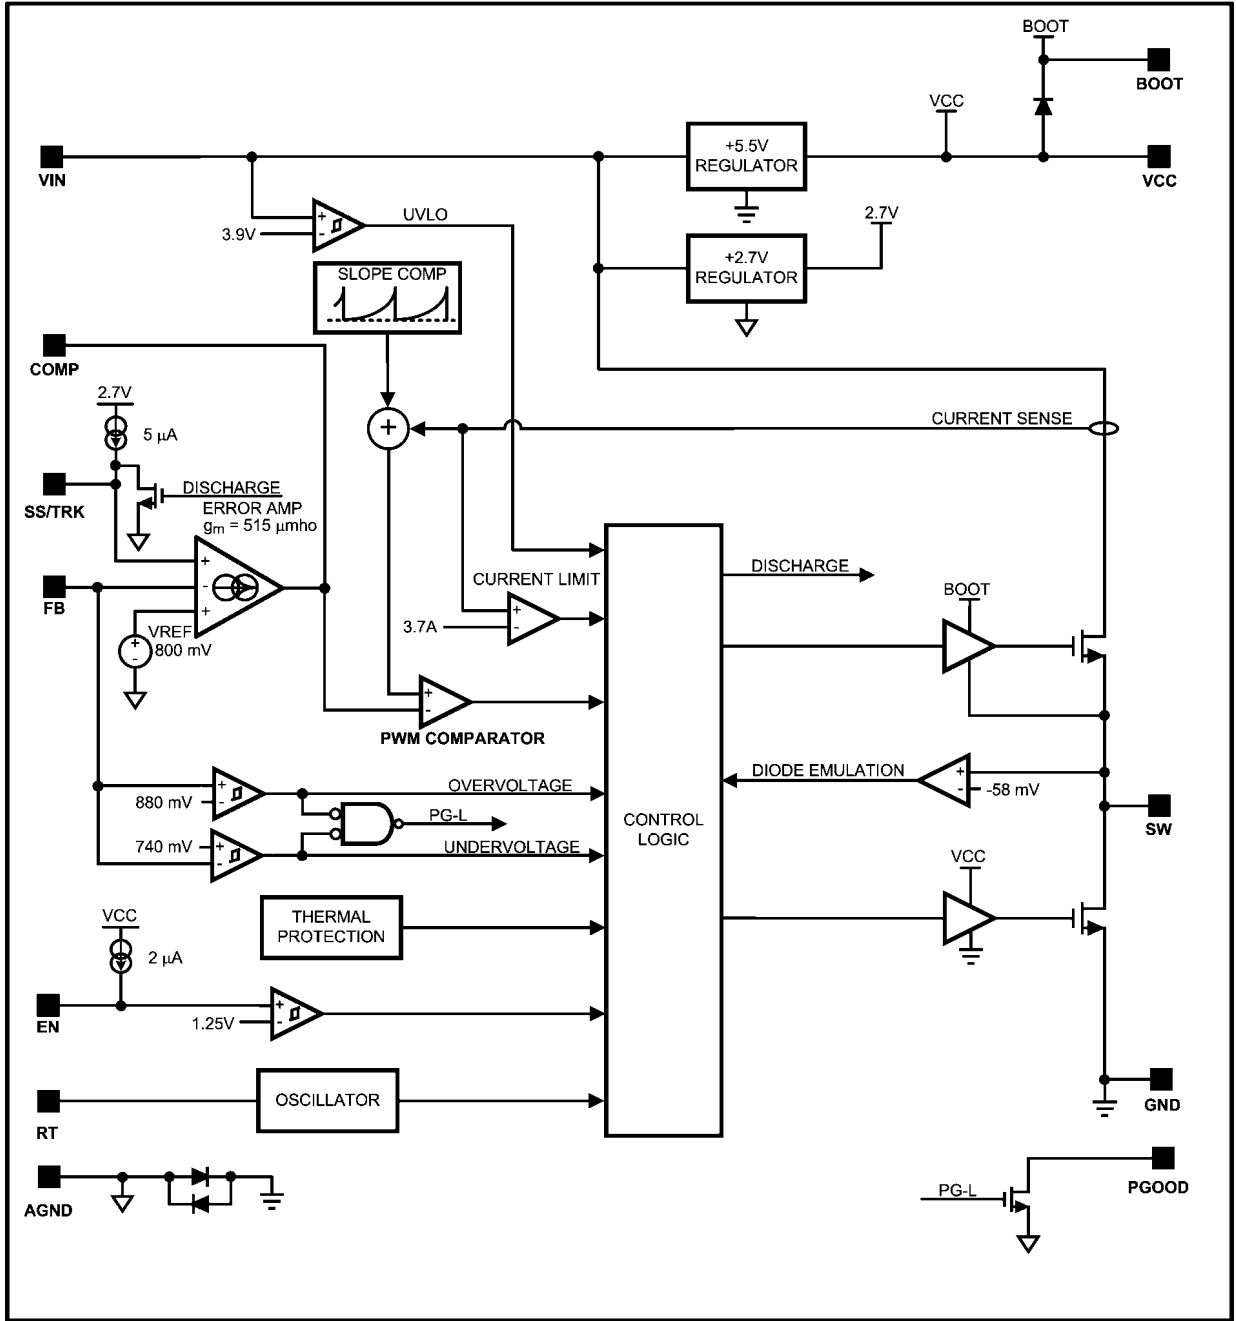 BOOT
BOOT
VCC
+5.5V
REGULATOR
VIN
VCC
UVLO
+
-
3.9V
2.7V
+2.7V
REGULATOR
SLOPE COMP
COMP
2.7V
5 µA
+
CURRENT SENSE
SS/TRK
DISCHARGE
ERROR AMP
gm = 515 µmho
+
-
+
FB
VREF
800 mV
+
-
CURRENT LIMIT
+
-
3.7A
DISCHARGE
BOOT
+
-
PWM COMPARATOR
OVERVOLTAGE
+
-
880 mV
PG-L
740 mV
+
-
UNDERVOLTAGE
CONTROL
LOGIC
DIODE EMULATION
+
-
-58 mV
SW
VCC
THERMAL
PROTECTION
VCC
2 µA
EN
+
-
1.25V
OSCILLATOR
RT
GND
AGND
PG-L
PGOOD